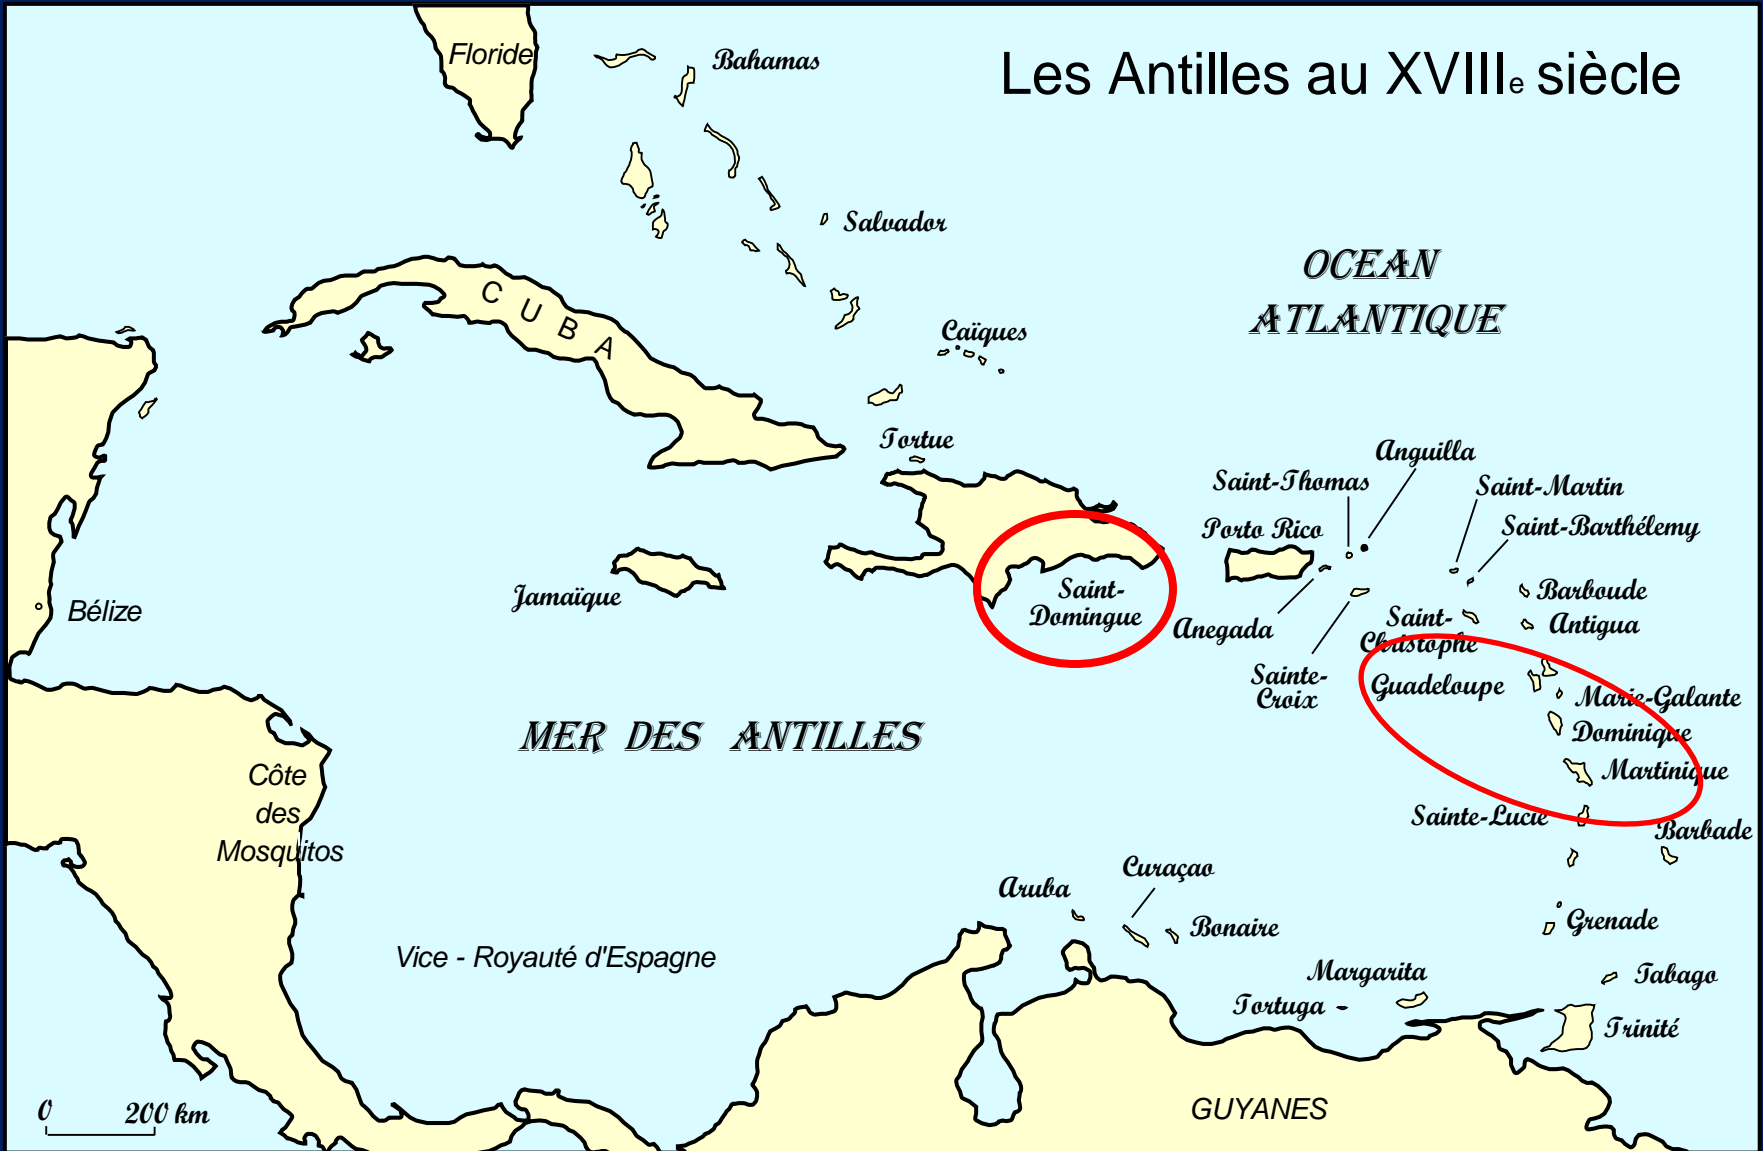 Floride
Bahamas
Les Antilles au XVIIIe siècle
Salvador
OCEAN
ATLANTIQUE
CUBA
Caïques
Tortue
Anguilla
Saint-Thomas
Saint-Martin
Porto Rico
Saint-Barthélemy
Jamaïque
Bélize
Saint-
Domingue
Anegada
Barboude
Saint-
Christophe
Antigua
Sainte-
Croix
Guadeloupe
Marie-Galante
Dominique
MER DES ANTILLES
Martinique
Côte
des
Mosquitos
Sainte-Lucie
Barbade
Curaçao
Aruba
Bonaire
Grenade
Vice - Royauté d'Espagne
Margarita
Tabago
Tortuga
Trinité
0 200 km
GUYANES